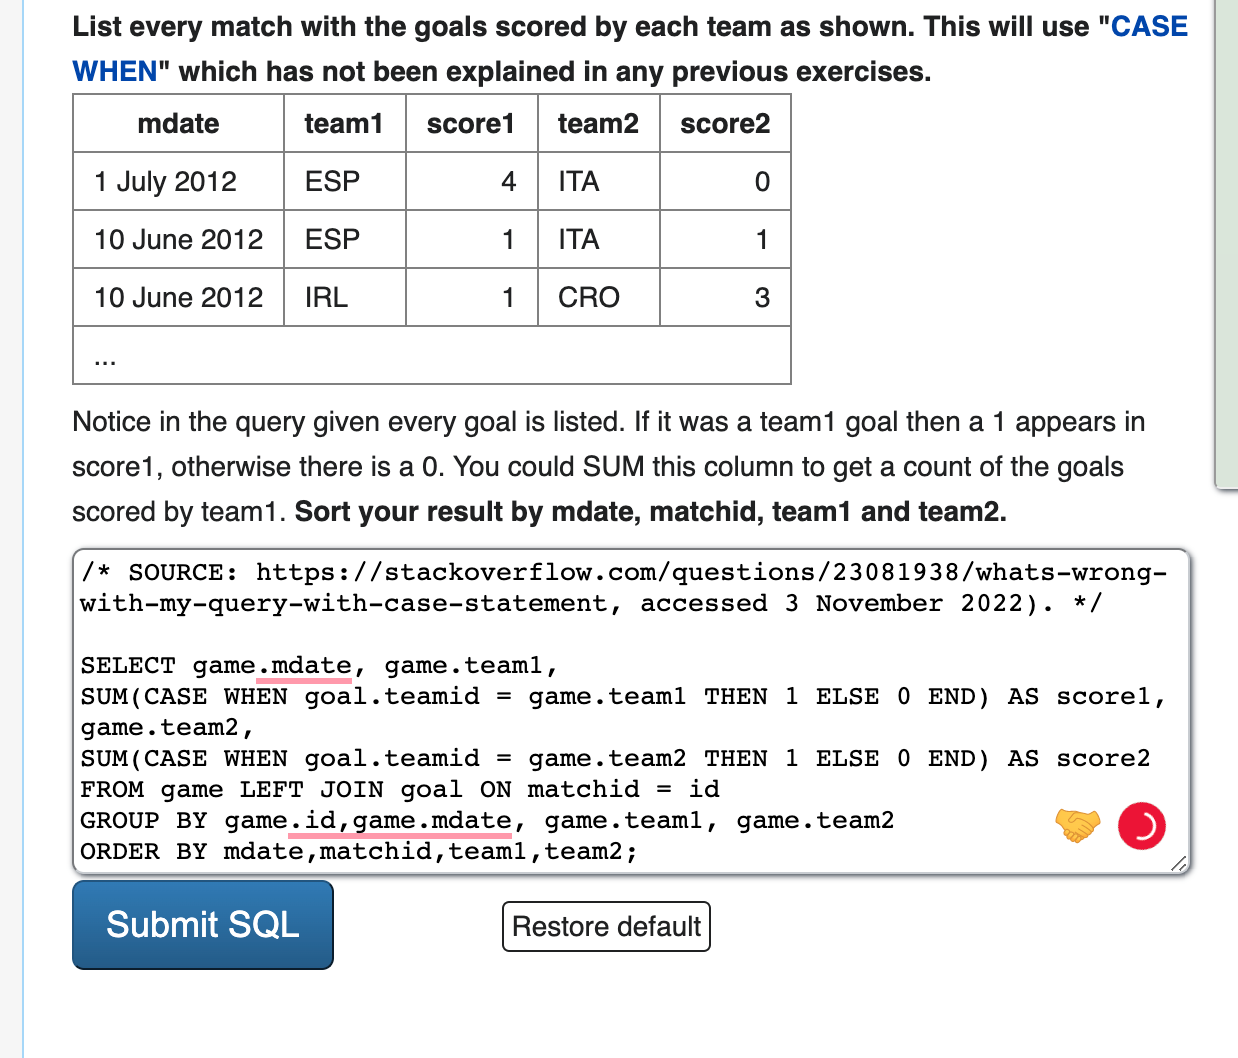 List every match with the goals scored by each team as shown. This will use "CASE
WHEN" which has not been explained in any previous exercises.
mdate team1 score1 team2 score2
1 July 2012 ESP 4 ITA 0
10 June 2012 ESP 1 ITA 1
10 June 2012 IRL 1 CRO 3
...
Notice in the query given every goal is listed. If it was a team1 goal then a 1 appears in
score1, otherwise there is a 0. You could SUM this column to get a count of the goals
scored by team1. Sort your result by mdate, matchid, team1 and team2.
/* SOURCE: https://stackoverflow.com/questions/23081938/whats-wrong-
with-my-query-with-case-statement, accessed 3 November 2022). */
SELECT game.mdate, game.team1,
SUM(CASE WHEN goal.teamid = game.team1 THEN 1 ELSE 0 END) AS score1,
game.team2,
SUM(CASE WHEN goal.teamid = game.team2 THEN 1 ELSE 0 END) AS score2
FROM game LEFT JOIN goal ON matchid = id
GROUP BY game.id,game.mdate, game.team1, game.team2
ORDER BY mdate,matchid,team1,team2;
Submit SQL
Restore default